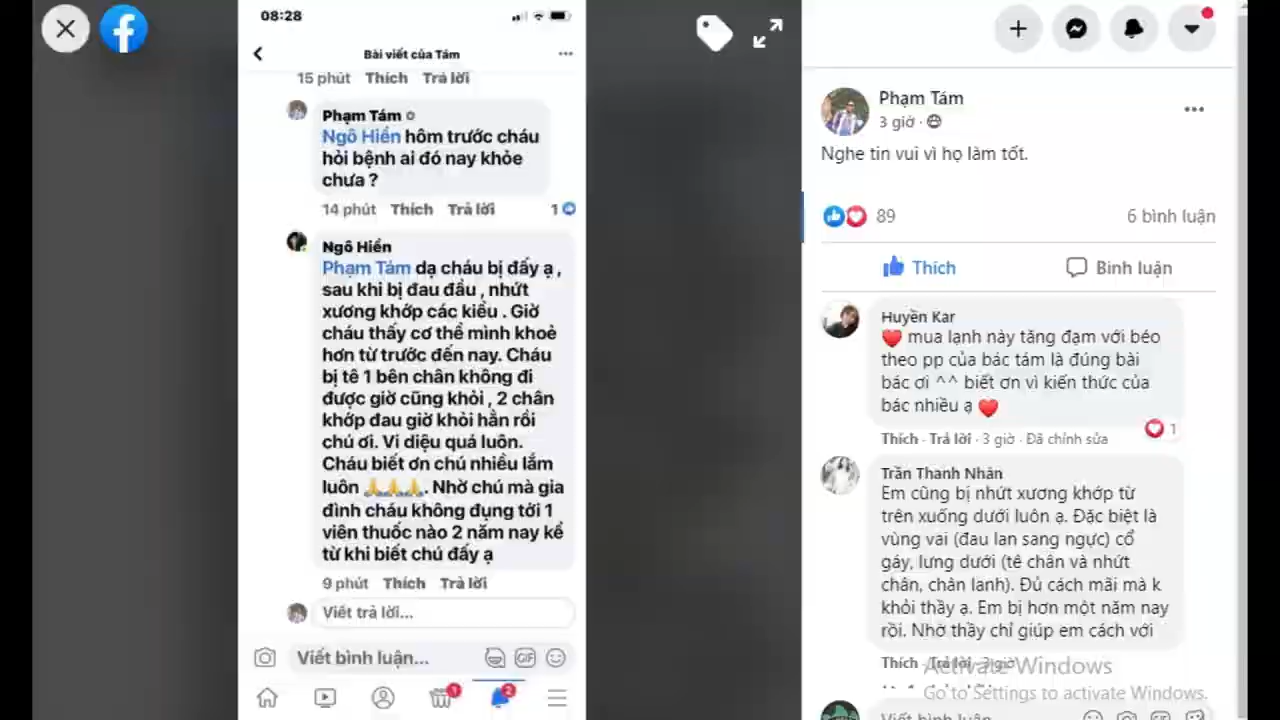 08:28
Bài viết của Tám
15 phút Thích Trả lời
Phạm Tám
Ngô Hiền hôm trước cháu
hỏi bệnh ai đó nay khỏe
chưa ?
14 phút Thích Trả lời 1
Ngô Hiền
Phạm Tám dạ cháu bị đấy ạ ,
sau khi bị đau đầu , nhứt
xương khớp các kiểu . Giờ
cháu thấy cơ thể mình khoẻ
hơn từ trước đến nay. Cháu
bị tê 1 bên chân không đi
được giờ cũng khỏi , 2 chân
khớp đau giờ khỏi hẳn rồi
chú ơi. Vi diệu quá luôn.
Cháu biết ơn chú nhiều lắm
luôn 🙏🙏🙏. Nhờ chú mà gia
đình cháu không đụng tới 1
viên thuốc nào 2 năm nay kể
từ khi biết chú đấy ạ
9 phút Thích Trả lời
Viết trả lời...
Viết bình luận...
GIF
1
2
Phạm Tám
3 giờ ·
Nghe tin vui vì họ làm tốt.
89 6 bình luận
Thích Bình luận
Huyền Kar
❤️ mua lạnh này tăng đạm với béo
theo pp của bác tám là đúng bài
bác ơi ^^ biết ơn vì kiến thức của
bác nhiều ạ ❤️
1
Thích · Trả lời · 3 giờ · Đã chỉnh sửa
Trần Thanh Nhân
Em cũng bị nhứt xương khớp từ
trên xuống dưới luôn ạ. Đặc biệt là
vùng vai (đau lan sang ngực) cổ
gáy, lưng dưới (tê chân và nhứt
chân, chân lạnh). Đủ cách mãi mà k
khỏi thầy ạ. Em bị hơn một năm nay
rồi. Nhờ thầy chỉ giúp em cách với
Thích · Trả lời · 3 giờ
Activate Windows
Go to Settings to activate Windows.
Viết bình luận...